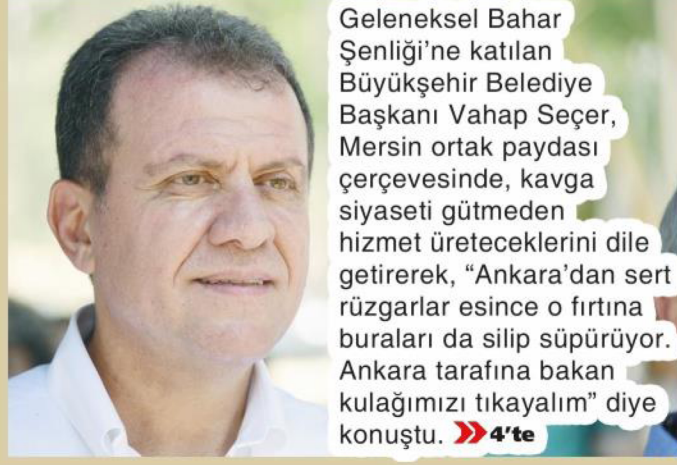 Geleneksel Bahar
Şenliği’ne katılan
Büyükşehir Belediye
Başkanı Vahap Seçer,
Mersin ortak paydası
çerçevesinde, kavga
siyaseti gütmeden
hizmet üreteceklerini dile
getirerek, “Ankara’dan sert
rüzgarlar esince o fırtına
buraları da silip süpürüyor.
Ankara tarafına bakan
kulağımızı tıkayalım” diye
konuştu. 4’te